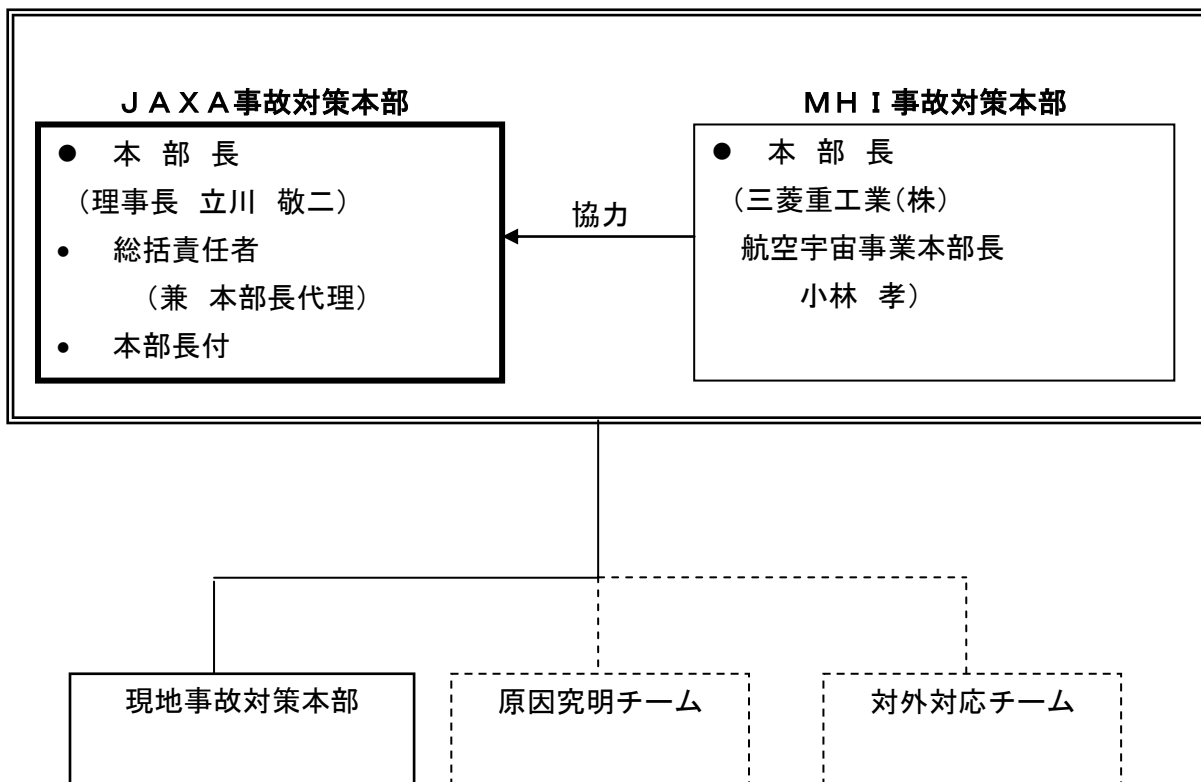 ＪＡＸＡ事故対策本部
● 本 部 長
（理事長 立川 敬二）
• 総括責任者
（兼 本部長代理）
• 本部長付
協力
ＭＨＩ事故対策本部
● 本 部 長
（三菱重工業（株）
航空宇宙事業本部長
小林 孝）
現地事故対策本部
原因究明チーム
対外対応チーム